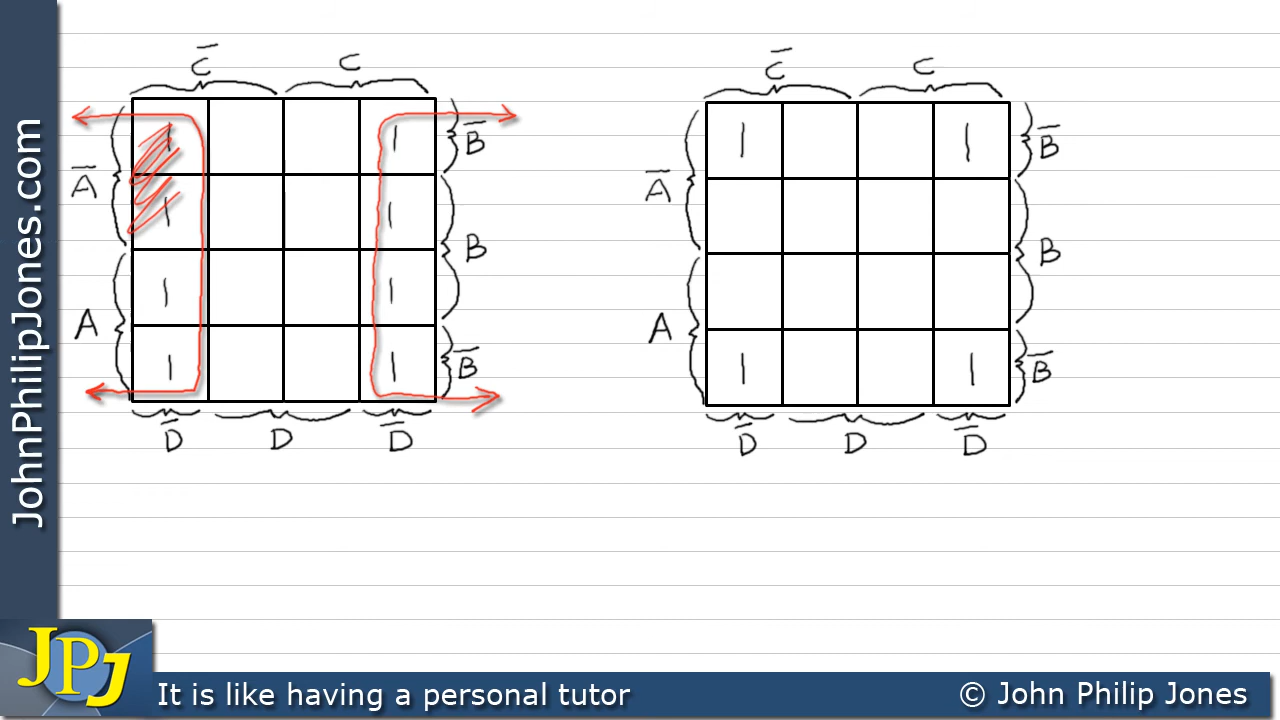 C̅ C C̅ C
1 1 B̅ 1 1 B̅
A̅ A̅
1 1
B B
1 1
A A
1 1 B̅ 1 1 B̅
D̅ D D̅ D̅ D D̅
JohnPhilipJones.com
JPJ
It is like having a personal tutor
© John Philip Jones